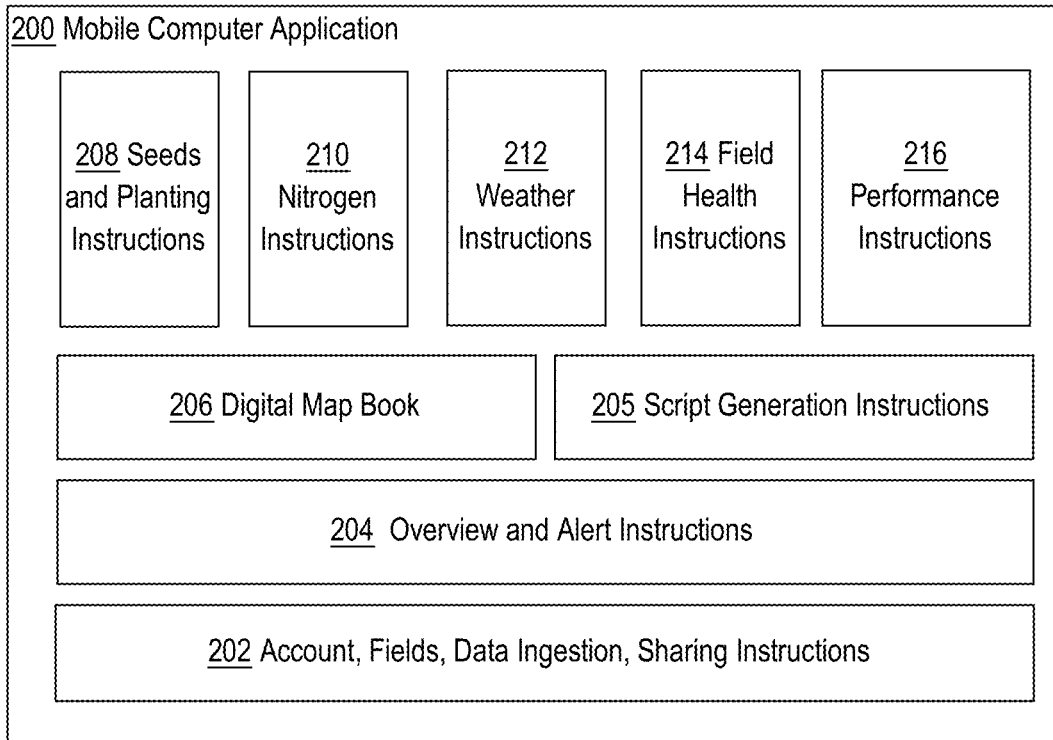 200 Mobile Computer Application
208 Seeds
and Planting
Instructions
210
Nitrogen
Instructions
212
Weather
Instructions
214 Field
Health
Instructions
216
Performance
Instructions
206 Digital Map Book
205 Script Generation Instructions
204 Overview and Alert Instructions
202 Account, Fields, Data Ingestion, Sharing Instructions